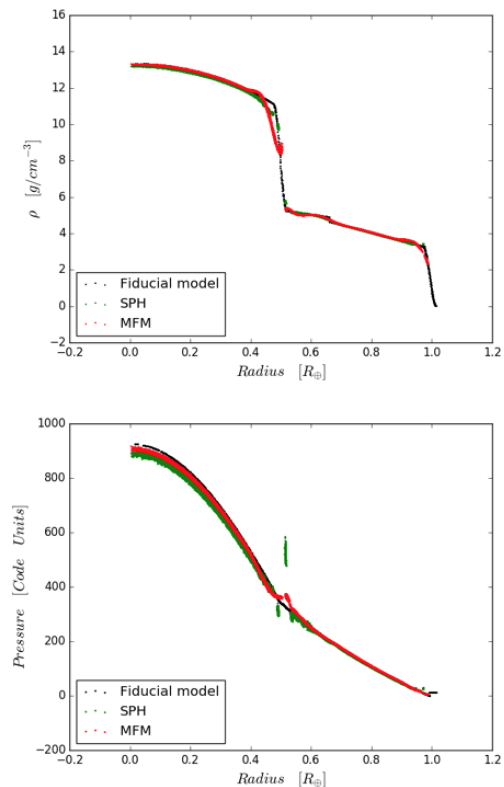 16
14
12
10
8
6
4
2
0
−2
ρ [g/cm⁻³]
Fiducial model
SPH
MFM
−0.2 0.0 0.2 0.4 0.6 0.8 1.0 1.2
Radius [R⊕]
1000
800
600
400
200
0
−200
Pressure [Code Units]
Fiducial model
SPH
MFM
−0.2 0.0 0.2 0.4 0.6 0.8 1.0 1.2
Radius [R⊕]